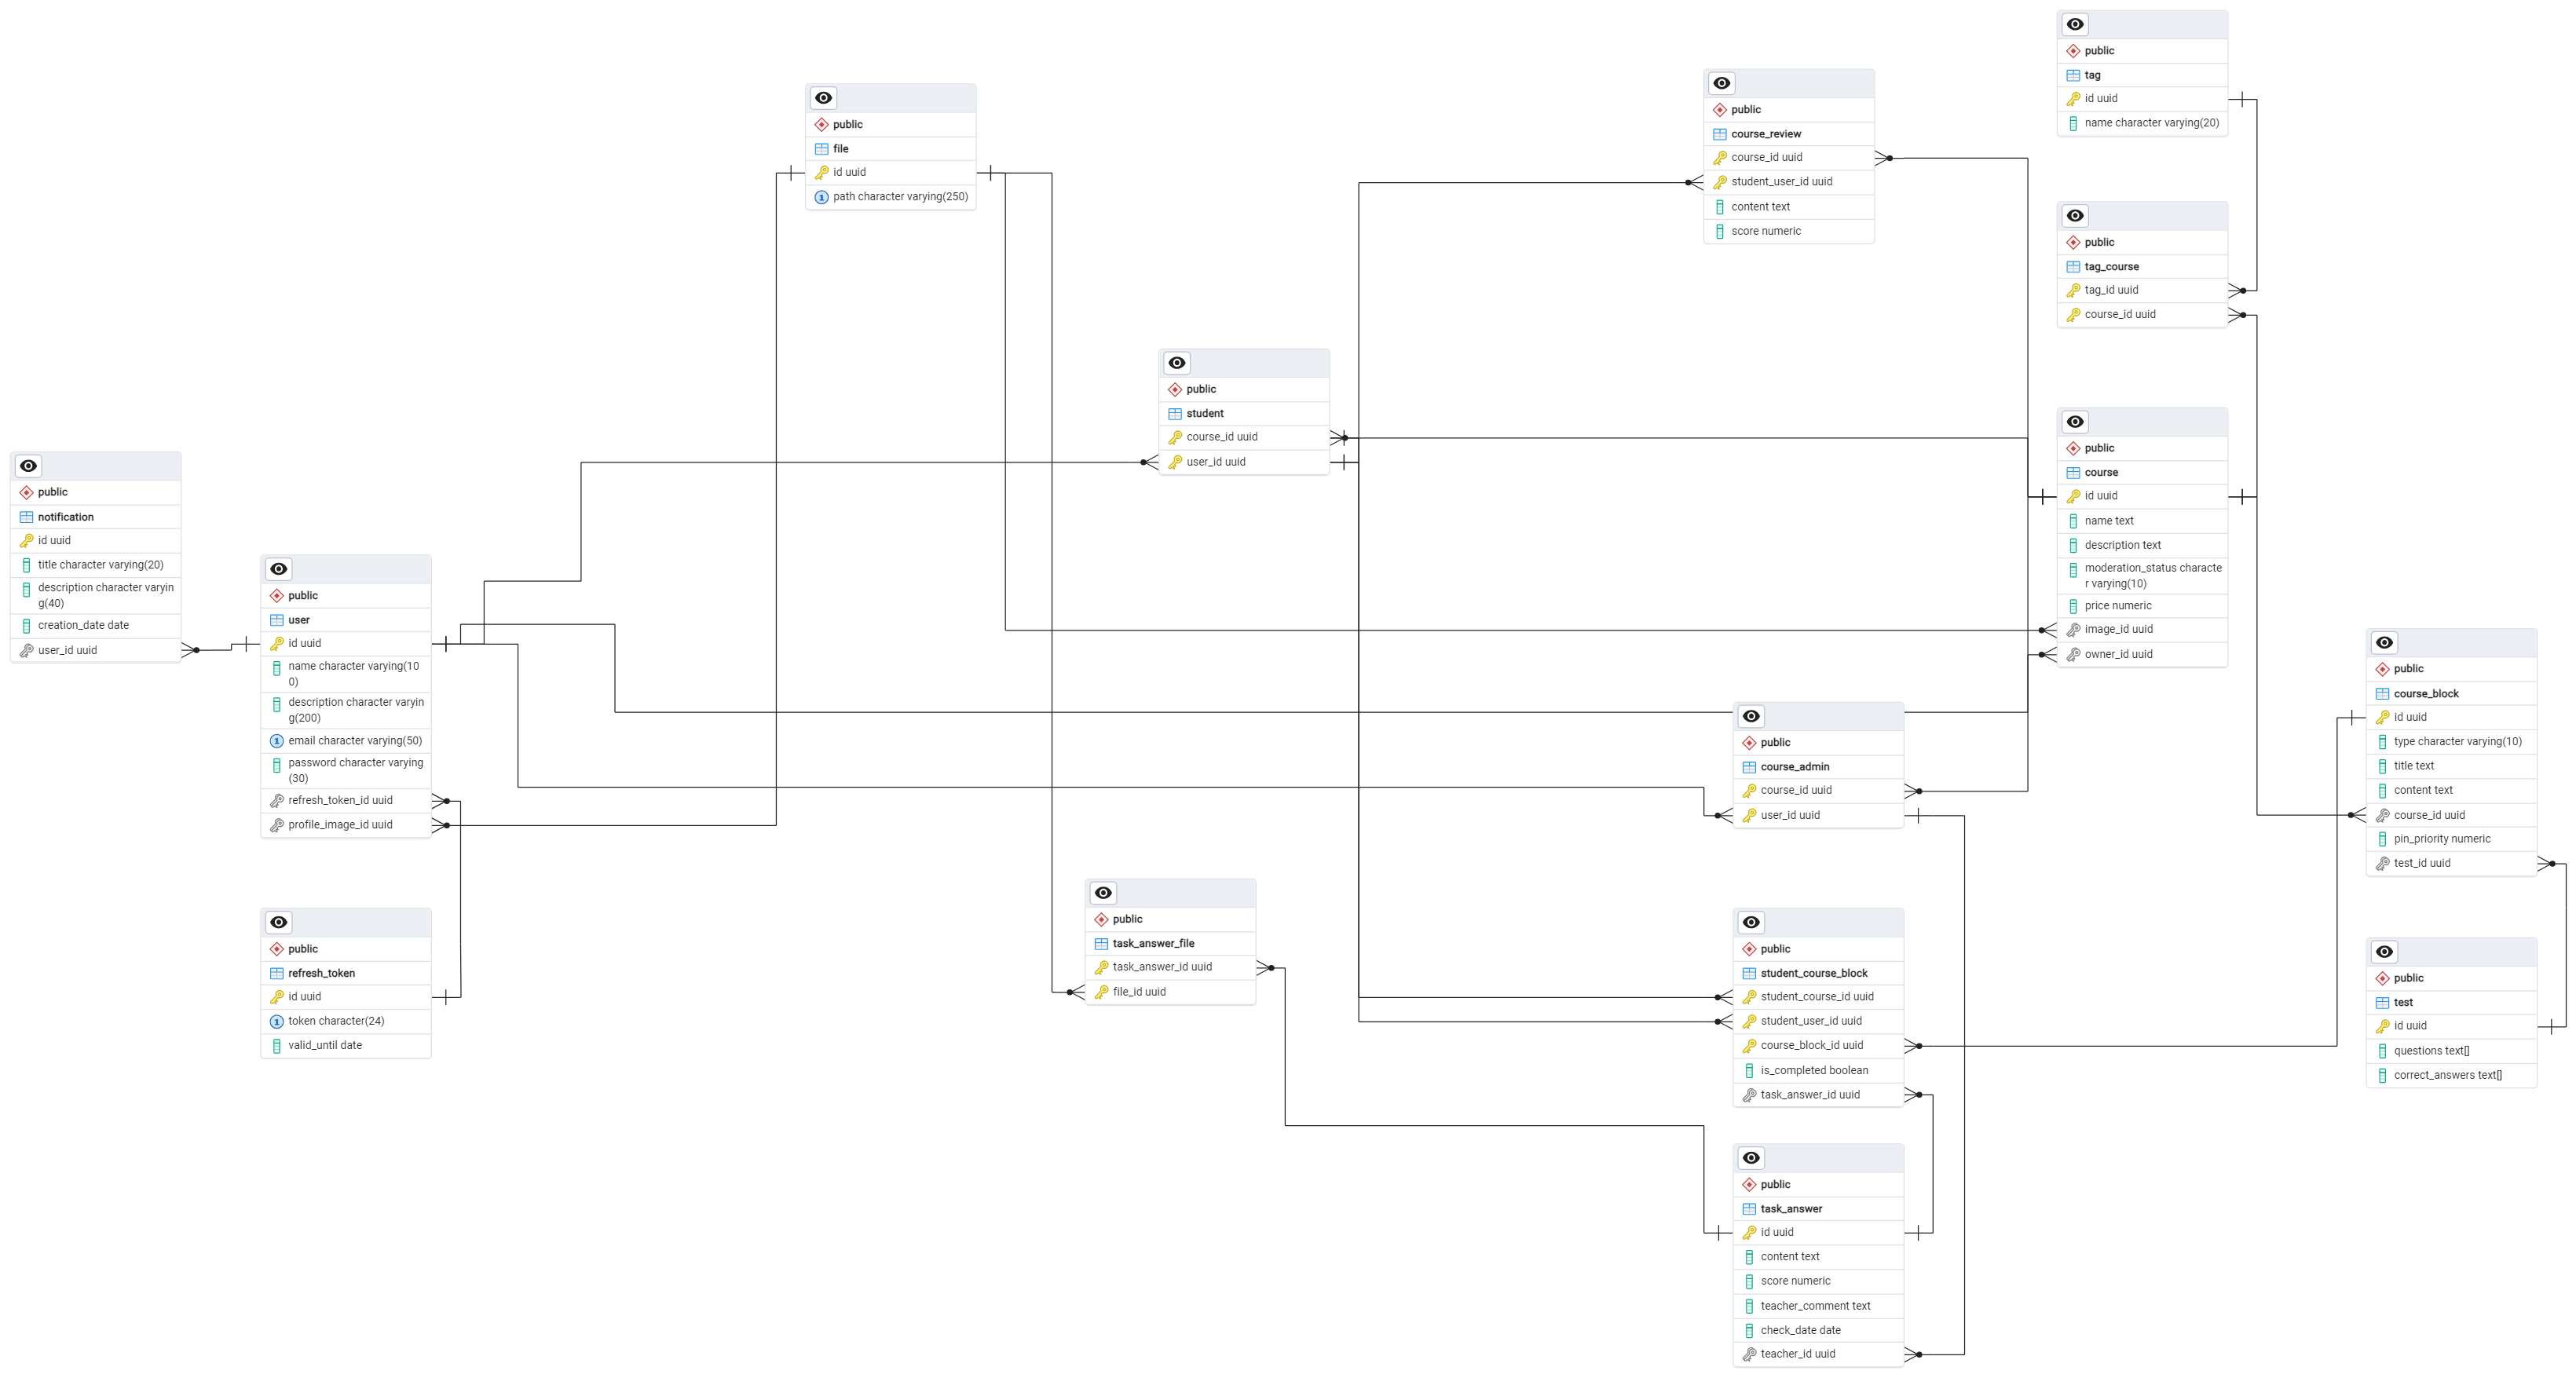 public
tag
id uuid
name character varying(20)
public
file
id uuid
path character varying(250)
public
course_review
course_id uuid
student_user_id uuid
content text
score numeric
public
tag_course
tag_id uuid
course_id uuid
public
student
course_id uuid
user_id uuid
public
course
id uuid
name text
description text
moderation_status characte
r varying(10)
price numeric
image_id uuid
owner_id uuid
public
notification
id uuid
title character varying(20)
description character varyin
g(40)
creation_date date
user_id uuid
public
user
id uuid
name character varying(10
0)
description character varyin
g(200)
1
email character varying(50)
password character varying
(30)
refresh_token_id uuid
profile_image_id uuid
public
course_block
id uuid
type character varying(10)
title text
content text
course_id uuid
pin_priority numeric
test_id uuid
public
course_admin
course_id uuid
user_id uuid
public
task_answer_file
task_answer_id uuid
file_id uuid
public
refresh_token
id uuid
token character(24)
valid_until date
public
student_course_block
student_course_id uuid
student_user_id uuid
course_block_id uuid
is_completed boolean
task_answer_id uuid
public
test
id uuid
questions text[]
correct_answers text[]
public
task_answer
id uuid
content text
score numeric
teacher_comment text
check_date date
teacher_id uuid